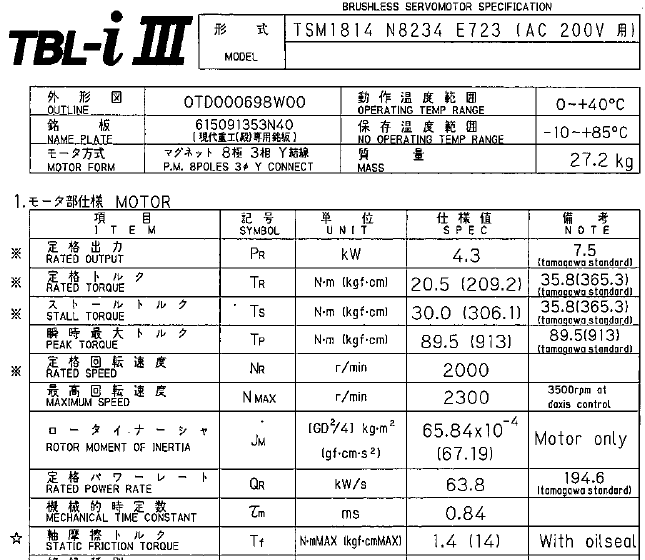 BRUSHLESS SERVOMOTOR SPECIFICATION
TBL-i III
形 式 TSM1814 N8234 E723 (AC 200V 用)
MODEL
外 形 図 OTD000698W00 動 作 温 度 範 囲 0~+40°C
OUTLINE OPERATING TEMP RANGE
銘 板 615091353N40 保 存 温 度 範 囲 -10~+85°C
NAME PLATE (現代重工(殿)専用銘板) NO OPERATING TEMP RANGE
モータ方式 マグネット 8極 3相 Y結線 質 量 27.2 kg
MOTOR FORM P.M. 8POLES 3φ Y CONNECT MASS
1.モータ部仕様 MOTOR
項 目 記 号 単 位 仕 様 値 備 考
I T E M SYMBOL U N I T S P E C N O T E
※ 定 格 出 力 PR kW 4.3 7.5
RATED OUTPUT (tamagawa standard)
※ 定 格 ト ル ク TR N·m (kgf·cm) 20.5 (209.2) 35.8(365.3)
RATED TORQUE (tamagawa standard)
※ ス ト ー ル ト ル ク TS N·m (kgf·cm) 30.0 (306.1) 35.8(365.3)
STALL TORQUE (tamagawa standard)
瞬 時 最 大 ト ル ク TP N·m (kgf·cm) 89.5 (913) 89.5(913)
PEAK TORQUE (tamagawa standard)
※ 定 格 回 転 速 度 NR r/min 2000
RATED SPEED
最 高 回 転 速 度 N MAX r/min 2300 3500rpm at
MAXIMUM SPEED daxis control
ロ ー タ イ ナ ー シ ャ JM (GD²/4) kg·m² 65.84x10⁻⁴ Motor only
ROTOR MOMENT OF INERTIA (gf·cm·s²) (67.19)
定 格 パ ワ ー レ ー ト QR kW/s 63.8 194.6
RATED POWER RATE (tamagawa standard)
機 械 的 時 定 数 τm ms 0.84
MECHANICAL TIME CONSTANT
☆ 軸 摩 擦 ト ル ク Tf N·mMAX (kgf·cmMAX) 1.4 (14) With oilseal
STATIC FRICTION TORQUE